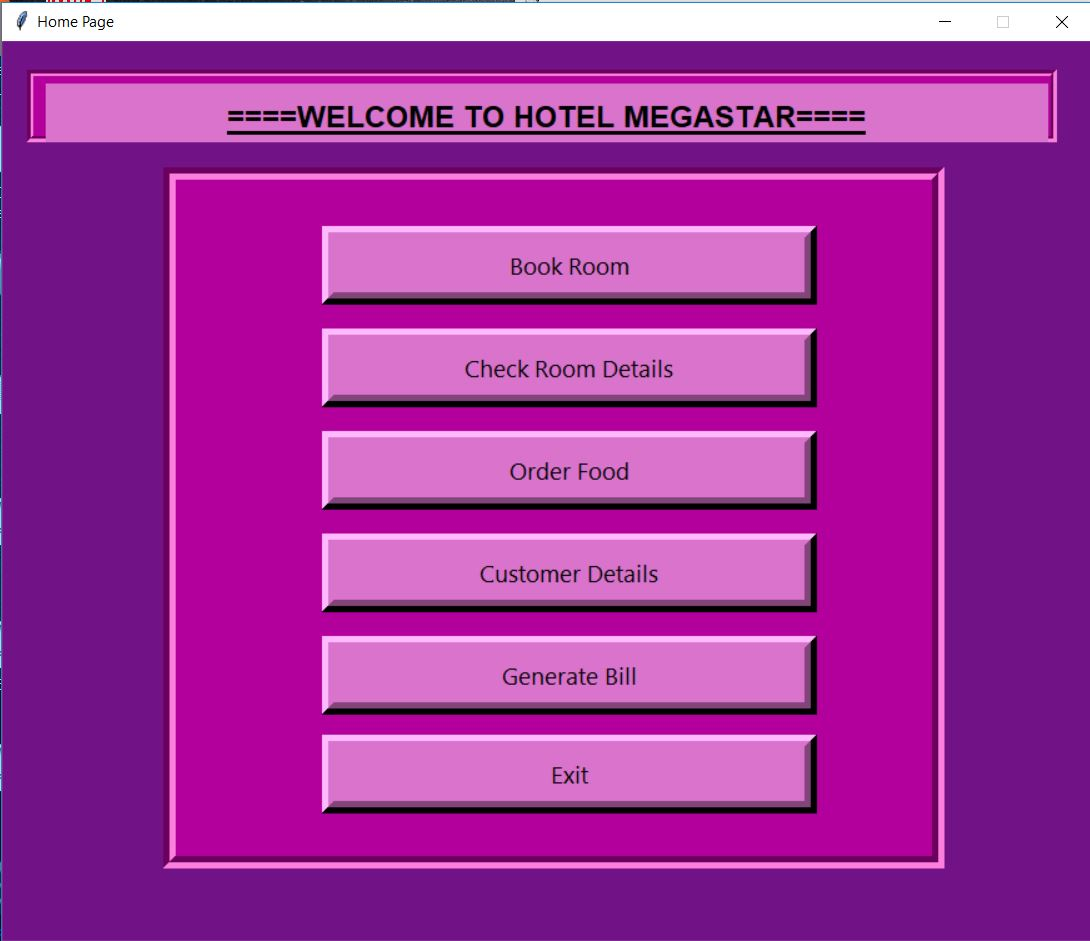 Home Page
====WELCOME TO HOTEL MEGASTAR====
Book Room
Check Room Details
Order Food
Customer Details
Generate Bill
Exit